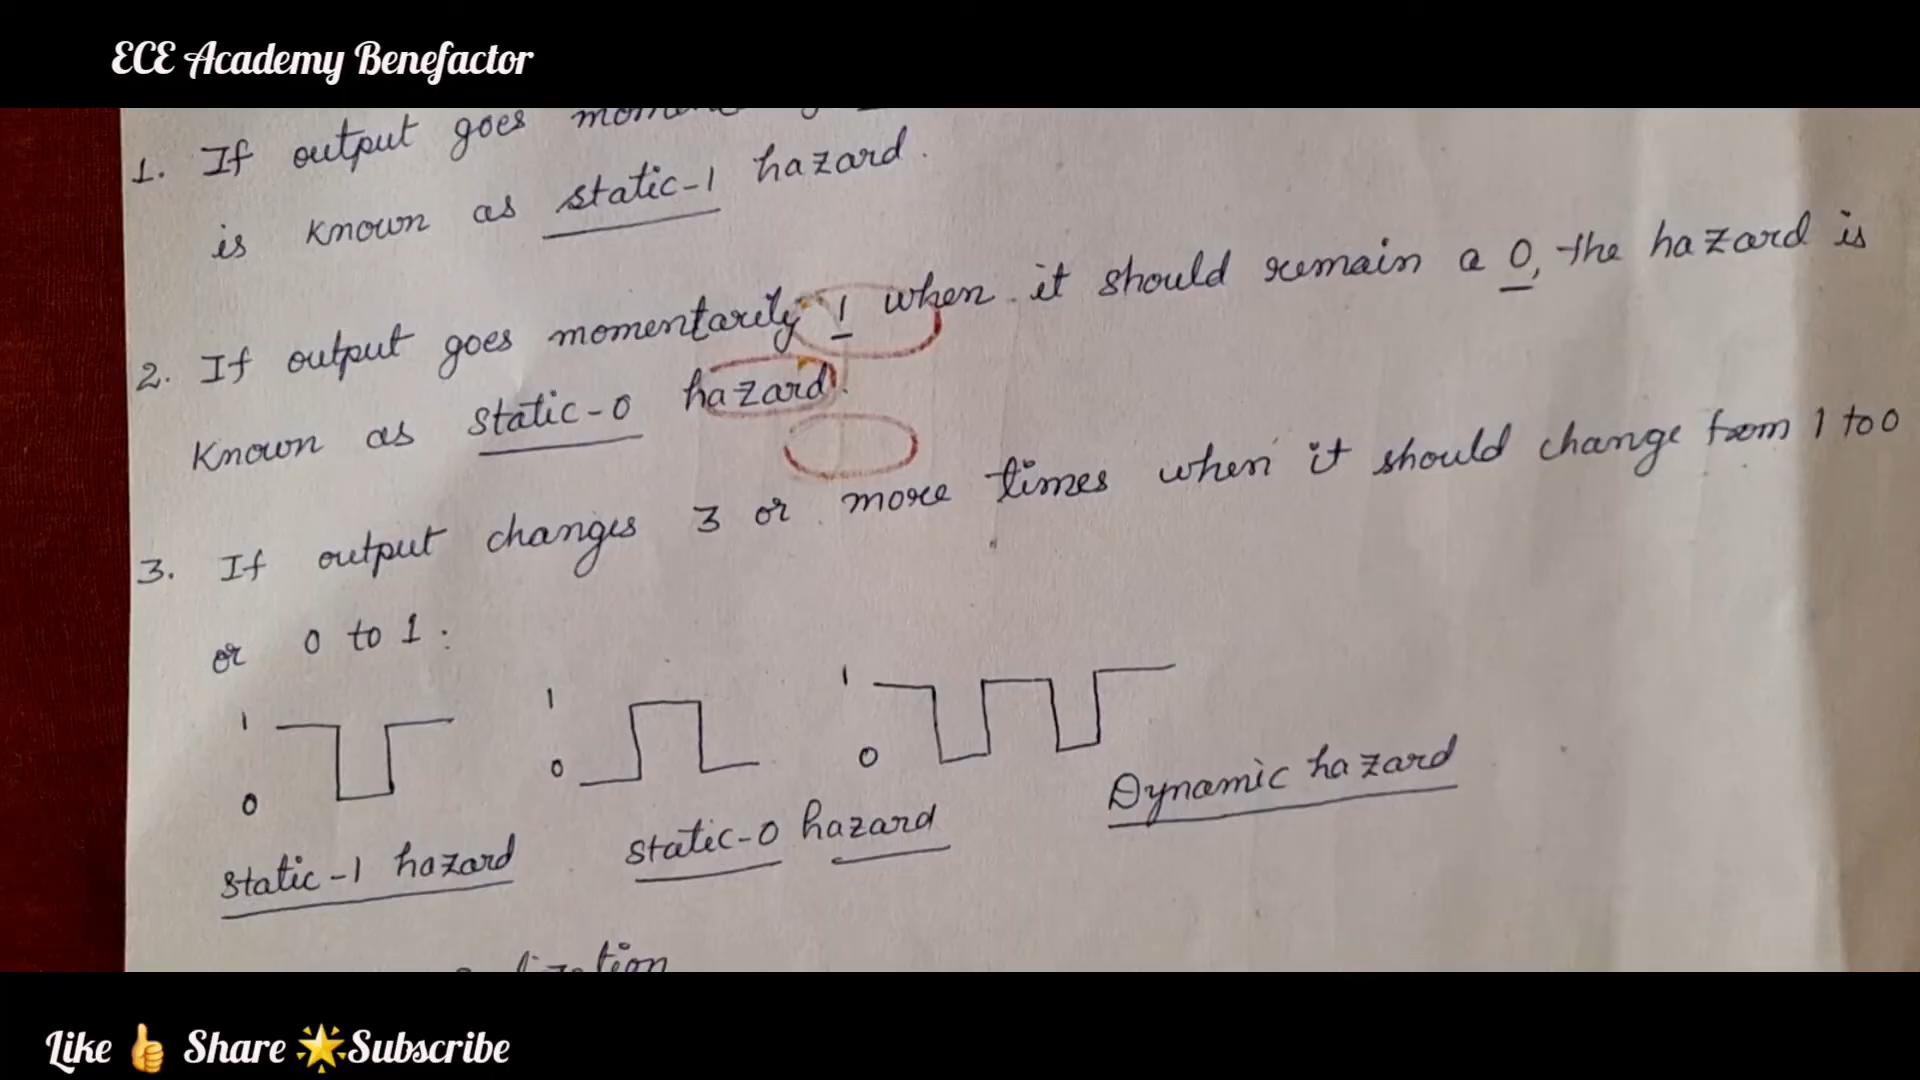 ECE Academy Benefactor
1. If output goes
is known as static-1 hazard.
2. If output goes momentarily 1 when it should remain a 0, the hazard is
known as static-0 hazard.
3. If output changes 3 or more times when it should change from 1 to 0
or 0 to 1.
1 0
1 0
1 0
static-1 hazard static-0 hazard Dynamic hazard
Like 👍 Share 🌟Subscribe